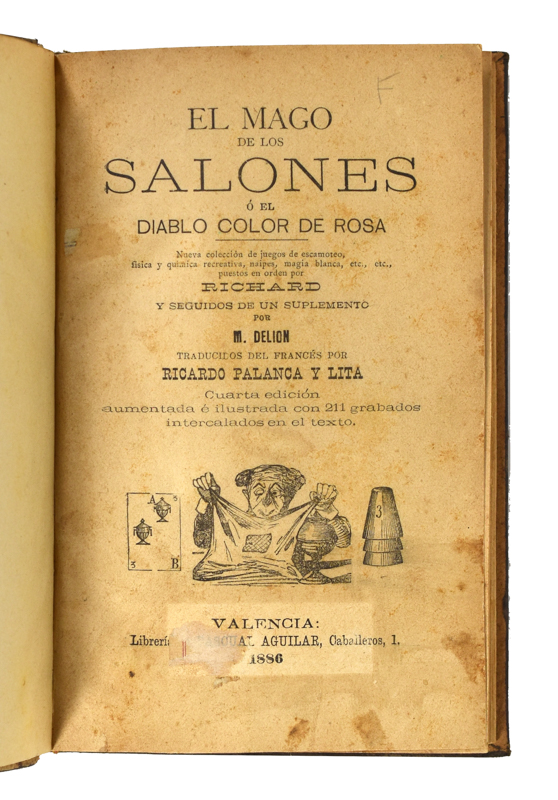 F
EL MAGO
DE LOS
SALONES
Ó EL
DIABLO COLOR DE ROSA
Nueva colección de juegos de escamoteo,
física y química recreativa, naipes, magia blanca, etc., etc.,
puestos en orden por
RICHARD
Y SEGUIDOS DE UN SUPLEMENTO
POR
M. DELION
TRADUCIDOS DEL FRANCÉS POR
RICARDO PALANCA Y LITA
Cuarta edición
aumentada é ilustrada con 211 grabados
intercalados en el texto.
A 5
3 B
3
VALENCIA:
AGUILAR, Caballeros, 1.
1886